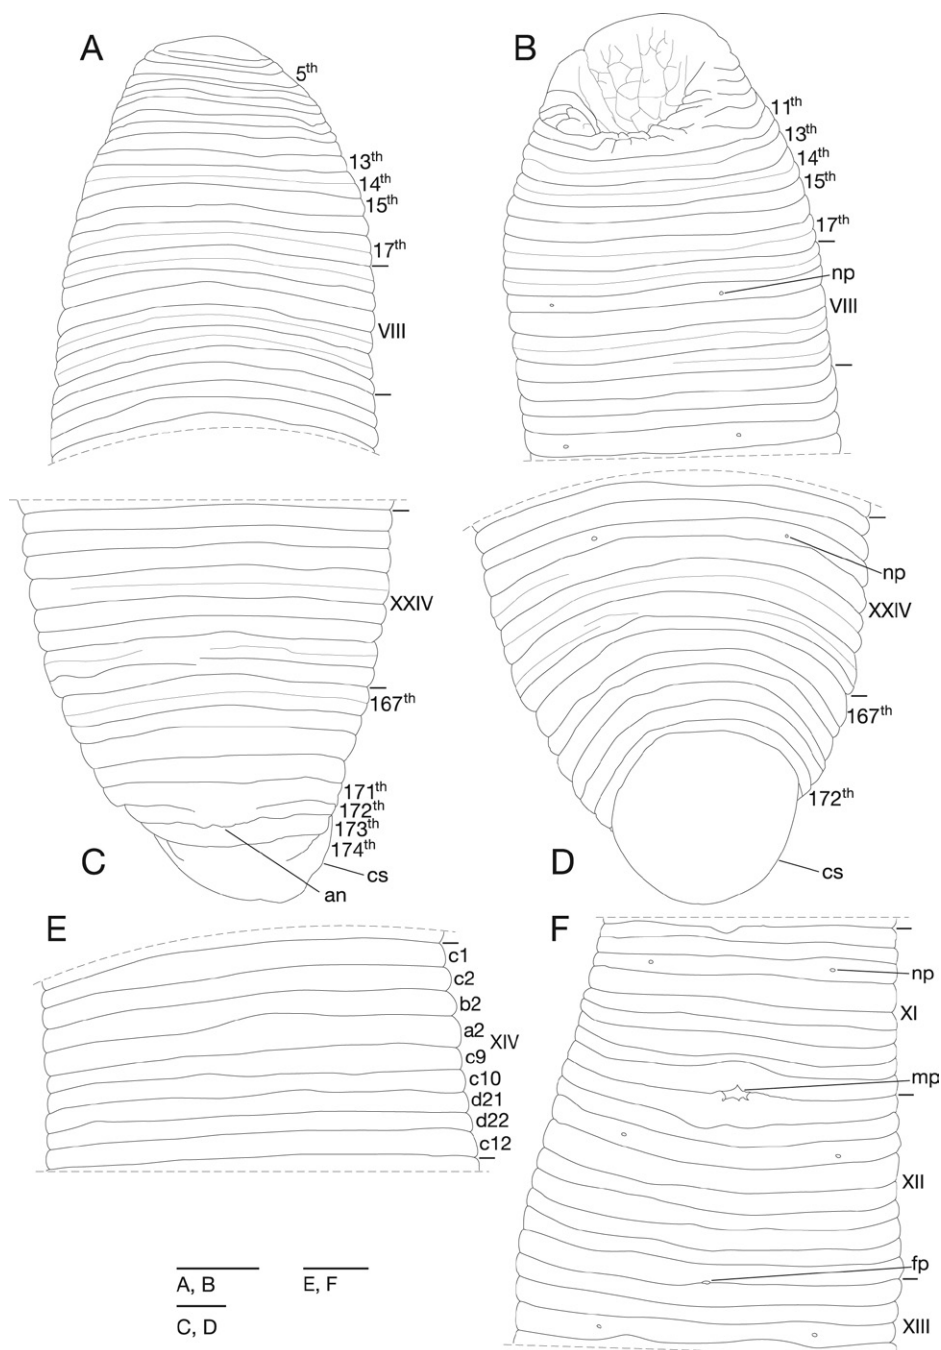 A
5th
13th
14th
15th
17th
VIII
B
11th
13th
14th
15th
17th
np
VIII
C
XXIV
167th
171th
172th
173th
174th
cs
an
D
np
XXIV
167th
172th
cs
E
c1
c2
b2
a2
XIV
c9
c10
d21
d22
c12
F
np
XI
mp
XII
fp
XIII
A, B
E, F
C, D